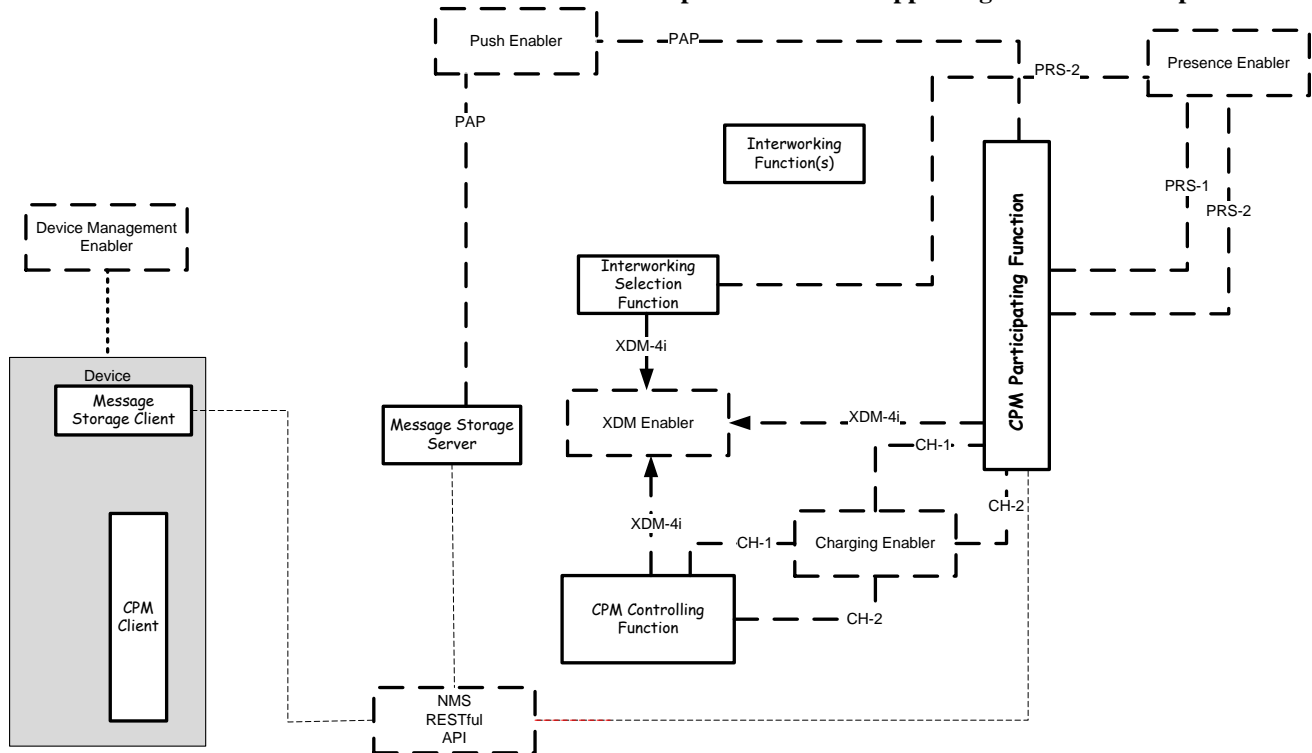 Push Enabler
PAP
PRS-2
Presence Enabler
PAP
Interworking
Function(s)
PRS-1
PRS-2
Device Management
Enabler
CPM Participating Function
Interworking
Selection
Function
XDM-4i
Device
Message
Storage Client
Message Storage
Server
XDM Enabler
XDM-4i
CH-1
CH-2
XDM-4i
CH-1
Charging Enabler
CPM
Client
CPM Controlling
Function
CH-2
NMS
RESTful
API